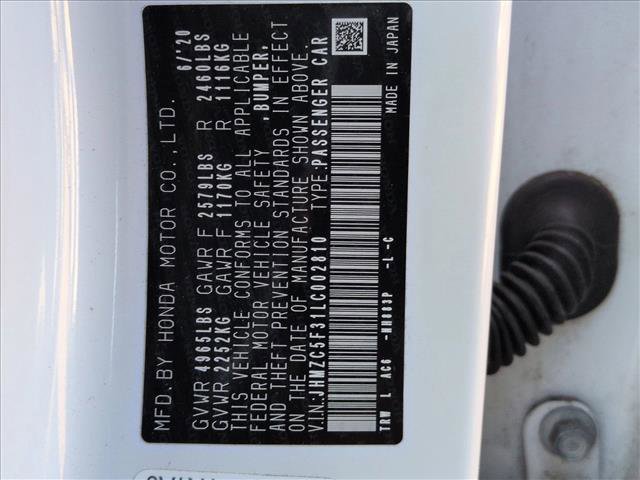 MFD.BY HONDA MOTOR CO.,LTD. 6/'20
GVWR 4965LBS GAWR F 2579LBS R 2460LBS
GVWR 2252KG GAWR F 1170KG R 1116KG
THIS VEHICLE CONFORMS TO ALL APPLICABLE
FEDERAL MOTOR VEHICLE SAFETY ,BUMPER,
AND THEFT PREVENTION STANDARDS IN EFFECT
ON THE DATE OF MANUFACTURE SHOWN ABOVE.
V.I.N:JHMZC5F31LC002810 TYPE:PASSENGER CAR
TRW L AC6 -NH883P -L -C MADE IN JAPAN